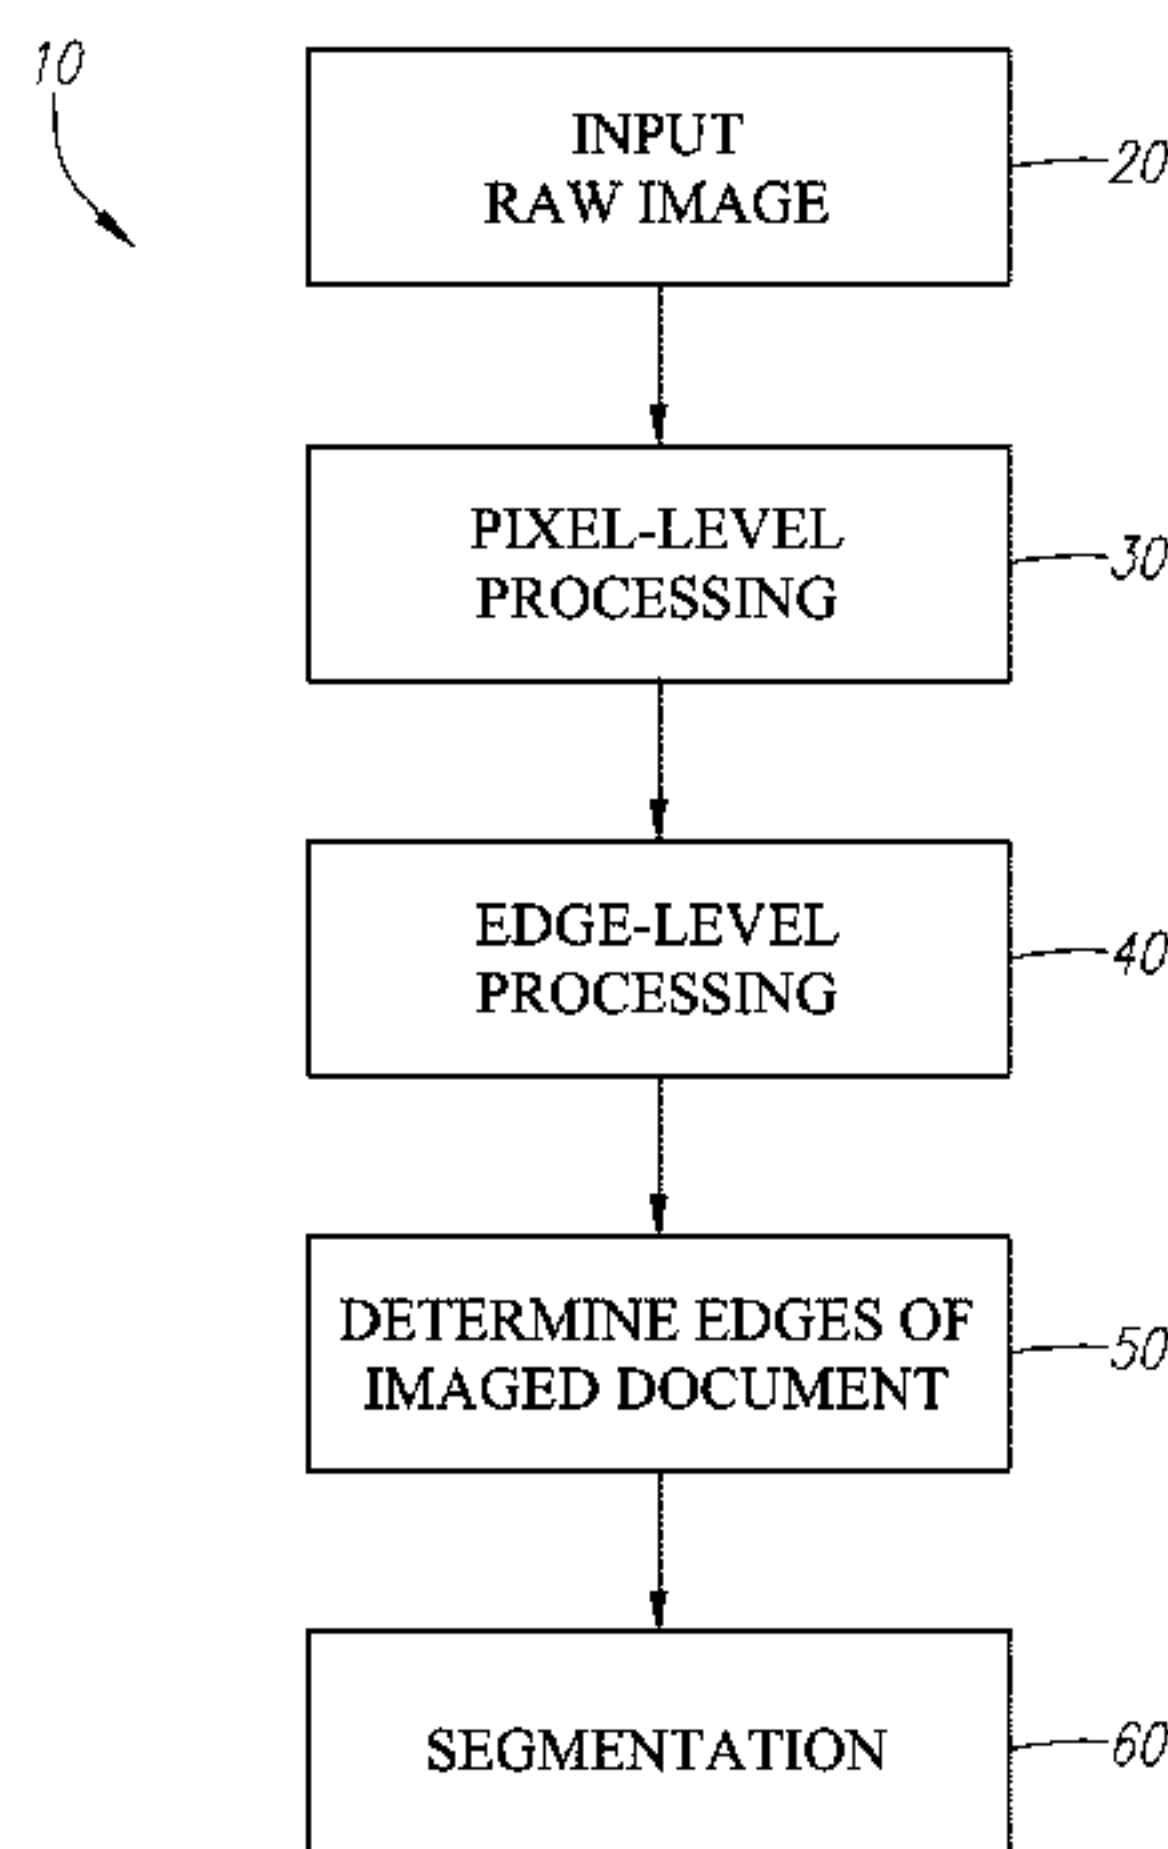 10
INPUT
RAW IMAGE
20
PIXEL-LEVEL
PROCESSING
30
EDGE-LEVEL
PROCESSING
40
DETERMINE EDGES OF
IMAGED DOCUMENT
50
SEGMENTATION
60